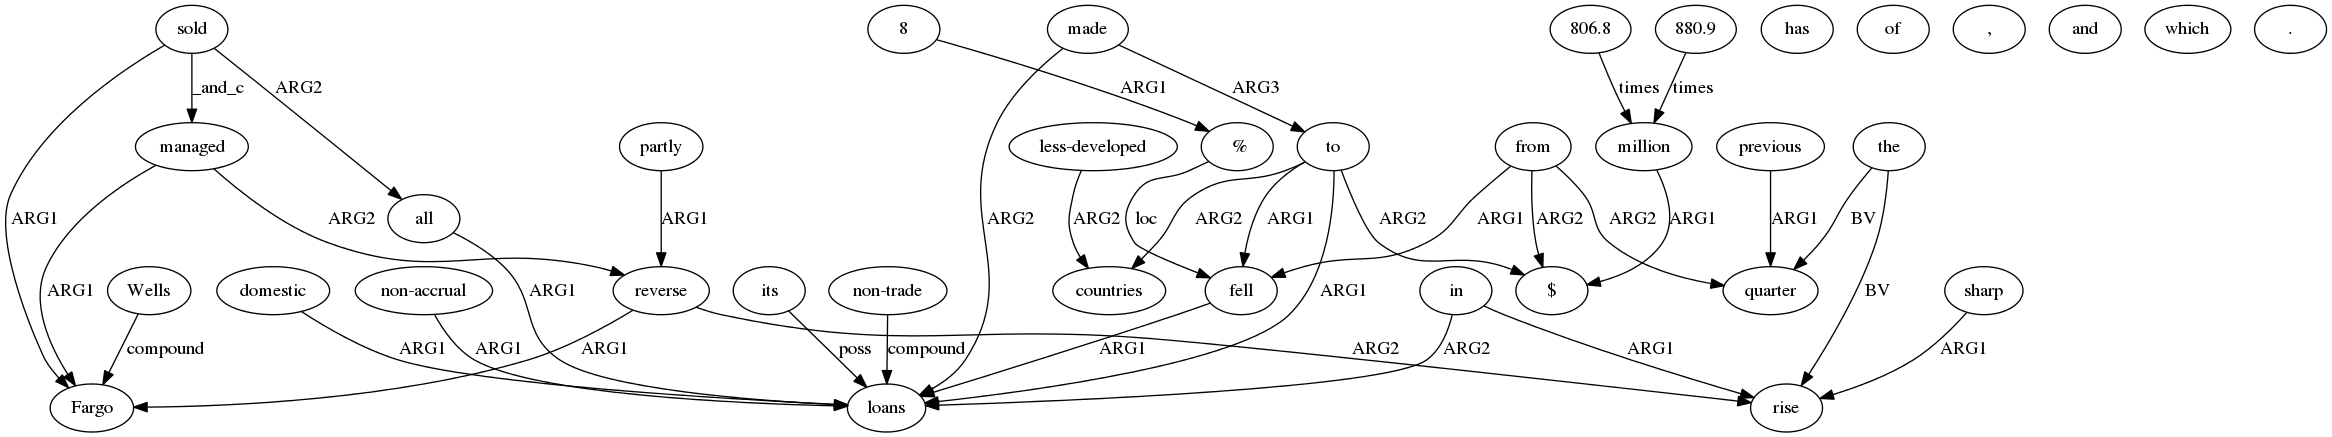 sold 8 made 806.8 880.9 has of , and which .
_and_c ARG2 ARG1 ARG3 times times
managed partly less-developed % to from million previous the
ARG1 ARG2 ARG1 all ARG2 ARG2 loc ARG2 ARG1 ARG2 ARG1 ARG2 ARG2 ARG1 ARG1 BV
ARG1 Wells domestic non-accrual ARG1 reverse its non-trade countries fell ARG1 in $ quarter BV sharp
compound ARG1 ARG1 ARG1 poss compound ARG1 ARG2 ARG2 ARG1 ARG1
Fargo loans rise